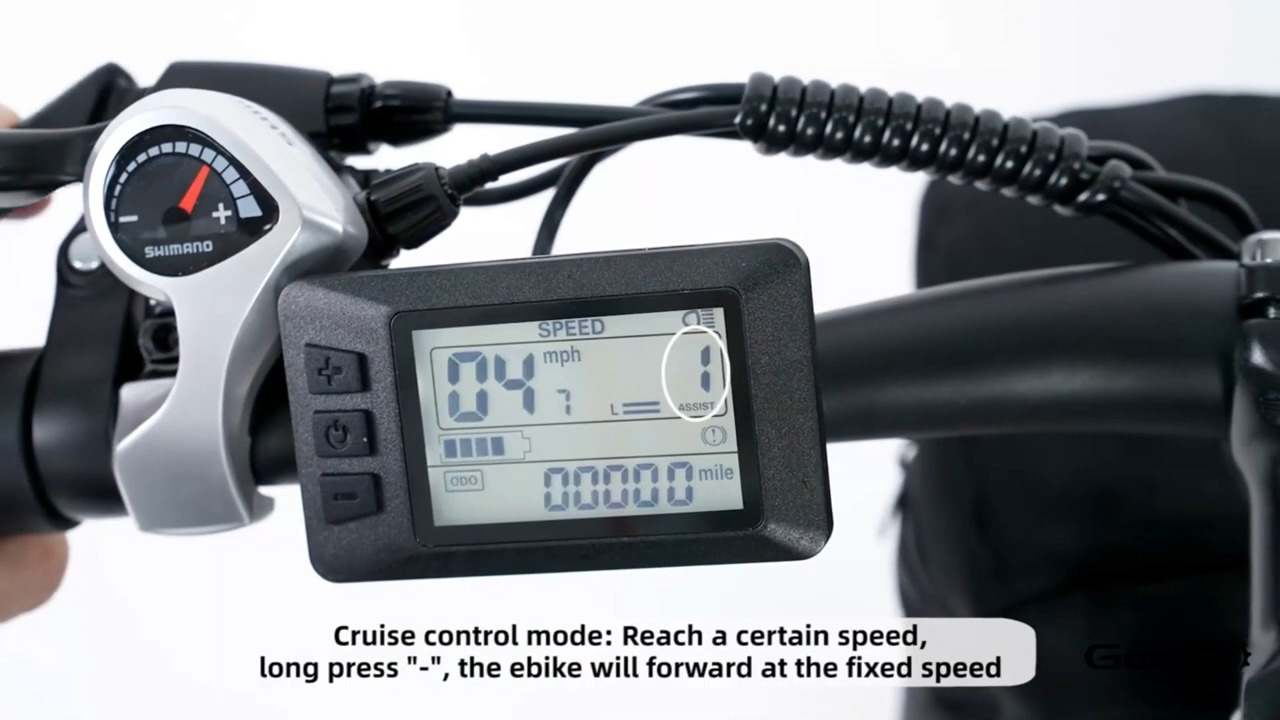 SHIMANO
SPEED
04 mph 7
1
L
ASSIST
ODO
00000 mile
Cruise control mode: Reach a certain speed,
long press "-", the ebike will forward at the fixed speed